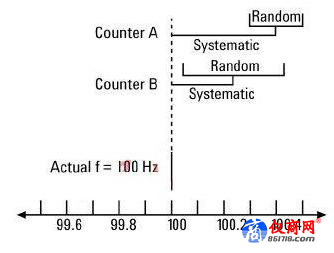 Random
Counter A
Systematic
Random
Counter B
Systematic
Actual f = 100 Hz
99.6 99.8 100 100.2 100.4
86718.com